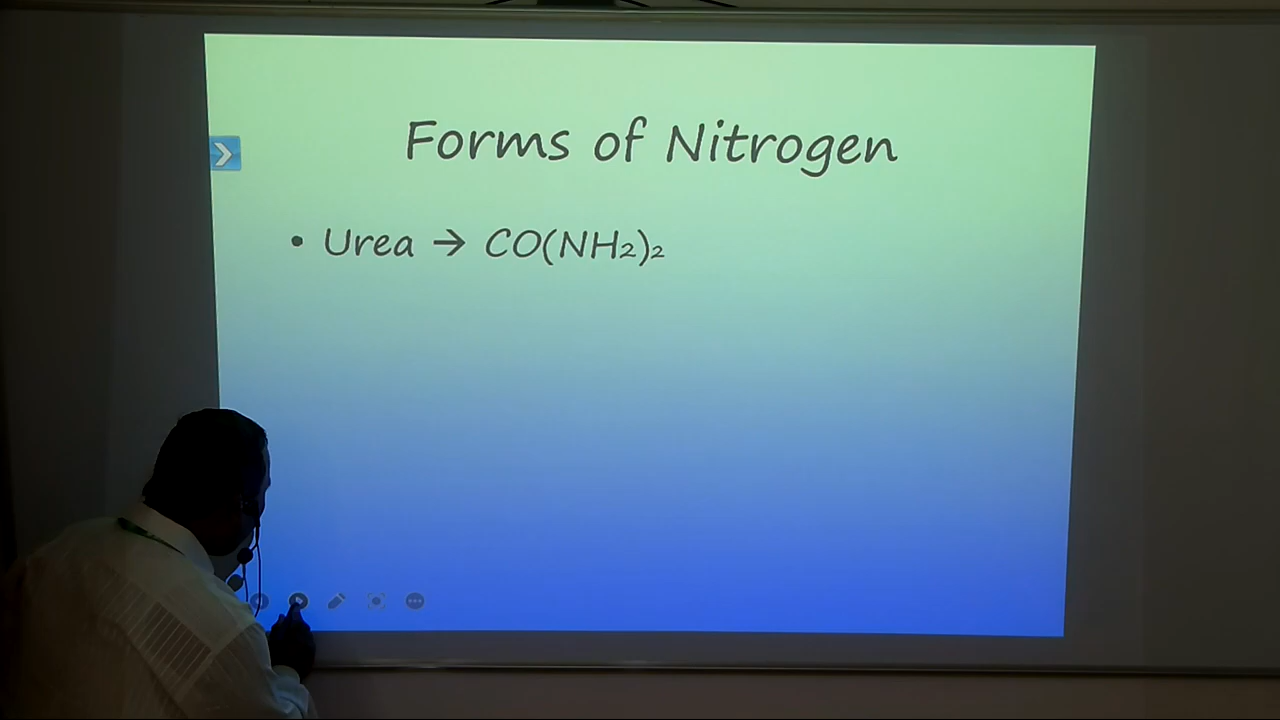 Forms of Nitrogen
• Urea → CO(NH2)2